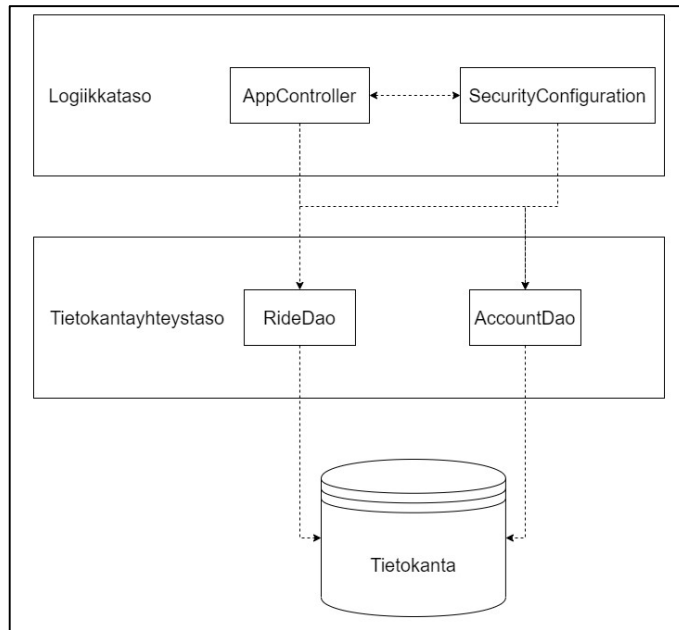 Logiikkataso
AppController
SecurityConfiguration
Tietokantayhteystaso
RideDao
AccountDao
Tietokanta